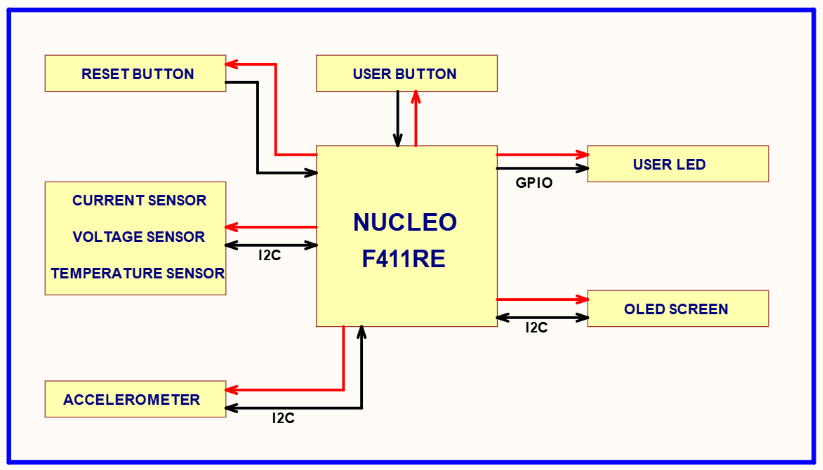 RESET BUTTON
USER BUTTON
USER LED
GPIO
CURRENT SENSOR
VOLTAGE SENSOR
TEMPERATURE SENSOR
I2C
NUCLEO
F411RE
OLED SCREEN
I2C
ACCELEROMETER
I2C